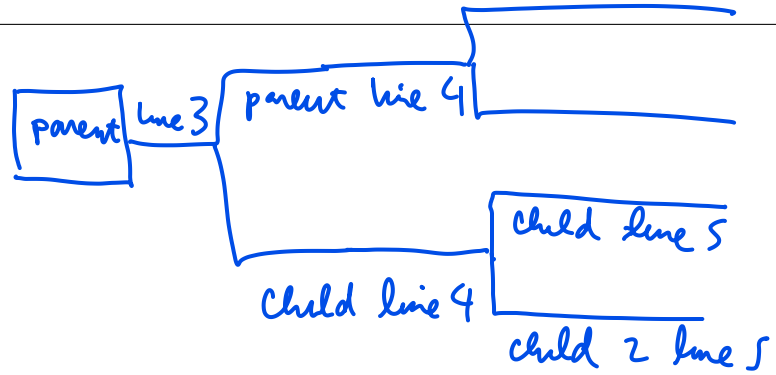 parent
line 3
parent line 4
child line 5
child line 4
child 2 line 5